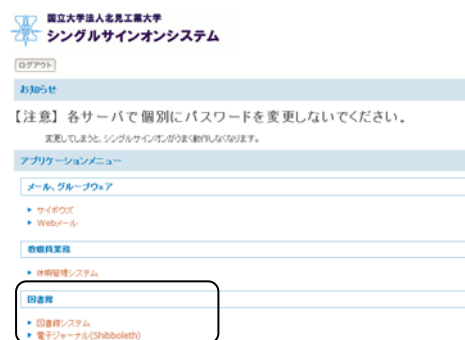 国立大学法人北見工業大学
シングルサインオンシステム
ログアウト
お知らせ
【注意】各サーバで個別にパスワードを変更しないでください。
変更してしまうと、シングルサインオンがうまく動作しなくなります。
アプリケーションメニュー
メール、グループウェア
サイボウズ
Webメール
教職員業務
休暇管理システム
図書館
図書館システム
電子ジャーナル(Shibboleth)